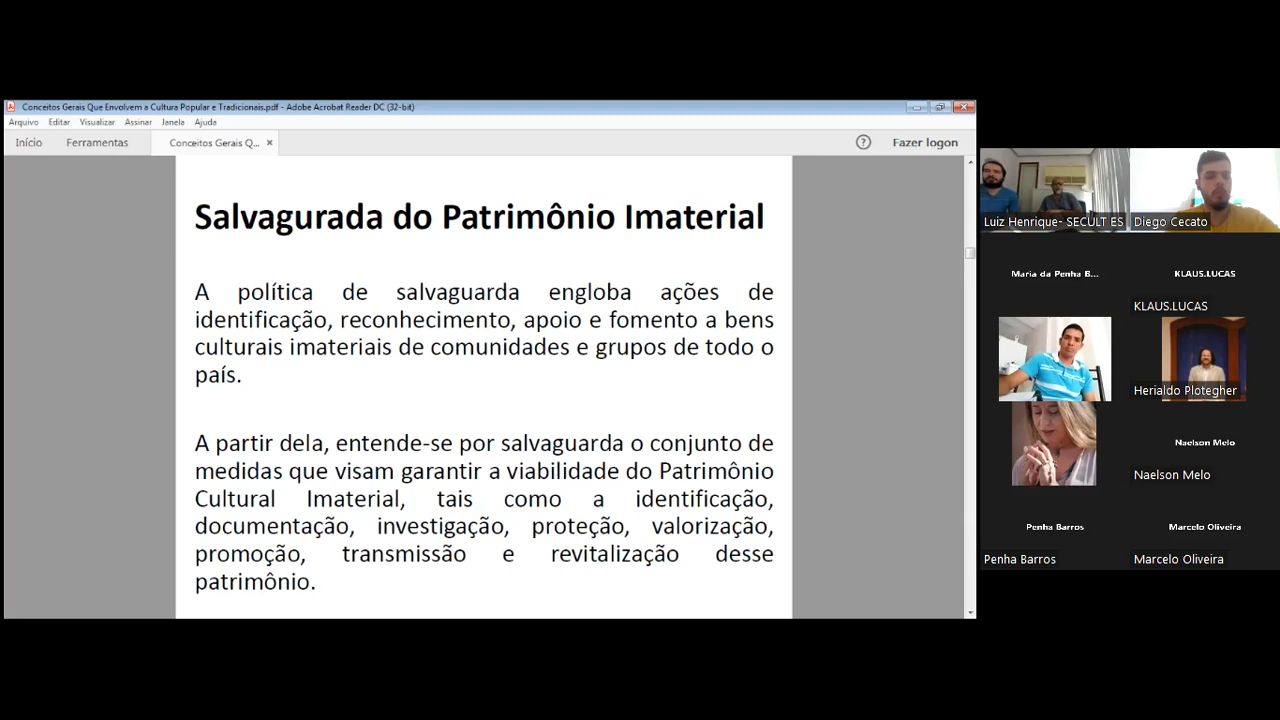 Conceitos Gerais Que Envolvem a Cultura Popular e Tradicionais.pdf - Adobe Acrobat Reader DC (32-bit)
Arquivo Editar Visualizar Assinar Janela Ajuda
Início Ferramentas Conceitos Gerais Q... × ? Fazer logon
Salvagurada do Patrimônio Imaterial
A política de salvaguarda engloba ações de
identificação, reconhecimento, apoio e fomento a bens
culturais imateriais de comunidades e grupos de todo o
país.
A partir dela, entende-se por salvaguarda o conjunto de
medidas que visam garantir a viabilidade do Patrimônio
Cultural Imaterial, tais como a identificação,
documentação, investigação, proteção, valorização,
promoção, transmissão e revitalização desse
patrimônio.
Luiz Henrique- SECULT ES
Diego Cecato
Maria da Penha B...
KLAUS.LUCAS
KLAUS.LUCAS
Herialdo Plotegher
Naelson Melo
Naelson Melo
Penha Barros
Marcelo Oliveira
Penha Barros
Marcelo Oliveira